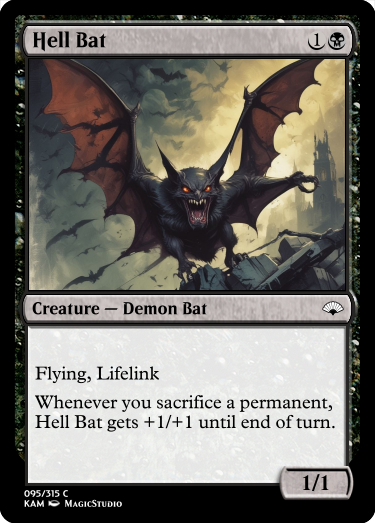 Hell Bat 1
Creature — Demon Bat
Flying, Lifelink
Whenever you sacrifice a permanent,
Hell Bat gets +1/+1 until end of turn.
1/1
095/315 C
KAM MagicStudio